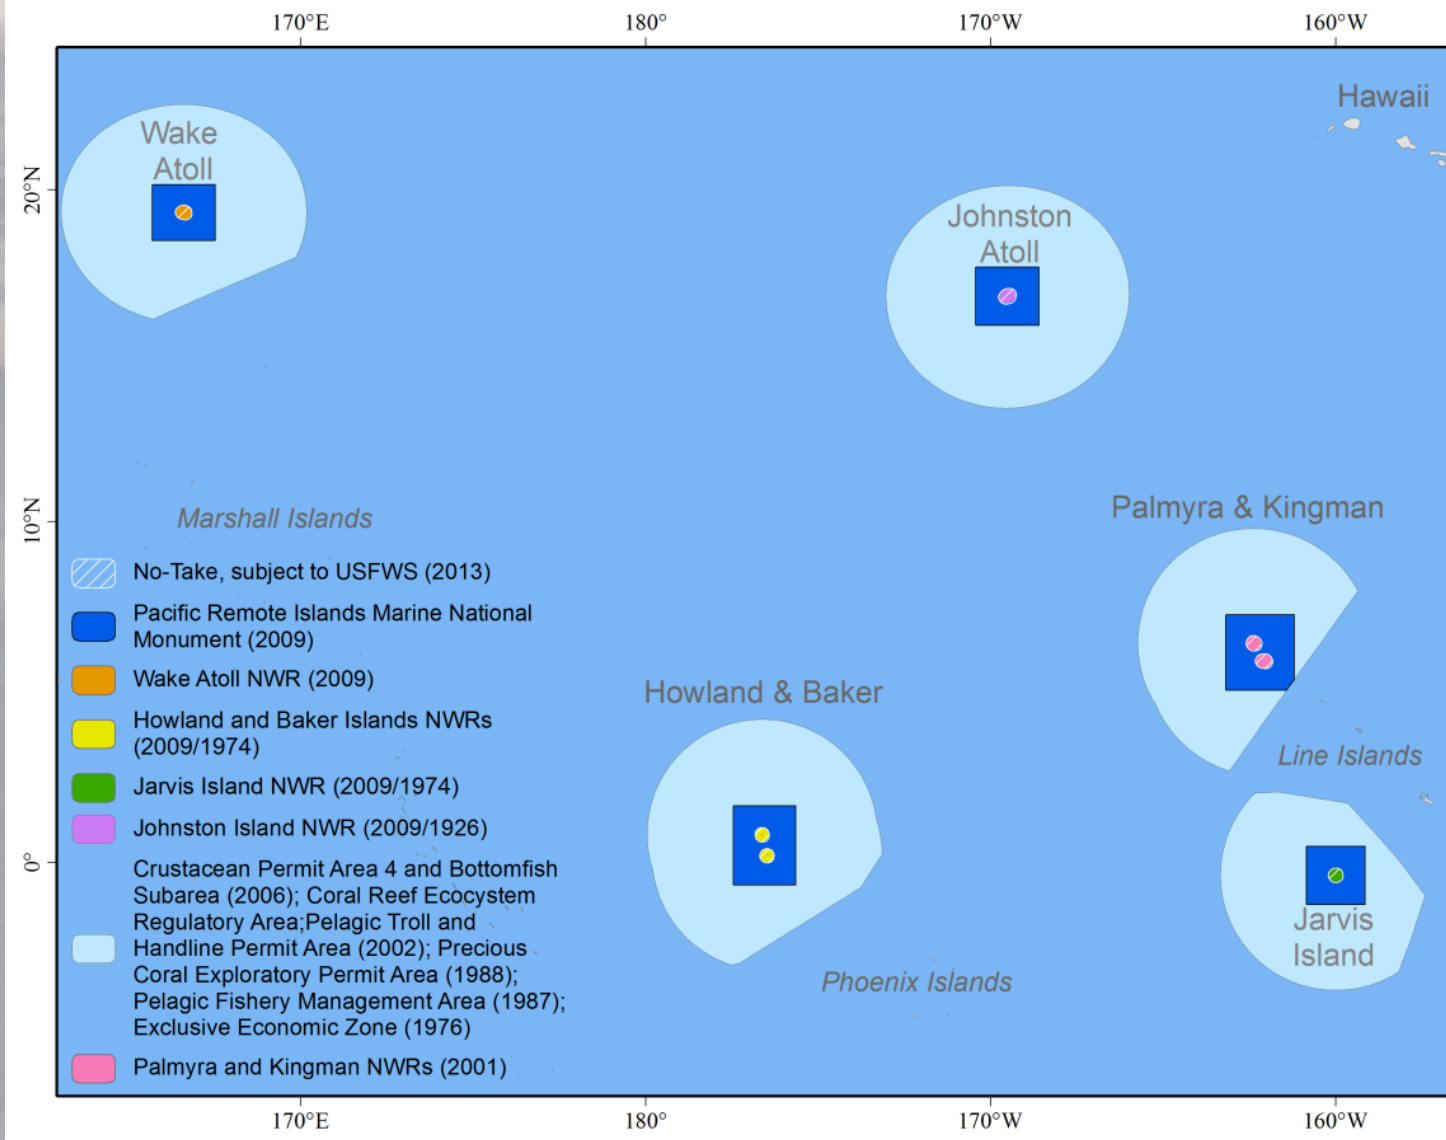 170°E 180° 170°W 160°W
Hawaii
Wake
Atoll
20°N
Johnston
Atoll
Marshall Islands
10°N
Palmyra & Kingman
No-Take, subject to USFWS (2013)
Pacific Remote Islands Marine National
Monument (2009)
Wake Atoll NWR (2009)
Howland & Baker
Howland and Baker Islands NWRs
(2009/1974)
Line Islands
Jarvis Island NWR (2009/1974)
Johnston Island NWR (2009/1926)
0°
Crustacean Permit Area 4 and Bottomfish
Subarea (2006); Coral Reef Ecocystem
Regulatory Area;Pelagic Troll and
Handline Permit Area (2002); Precious
Coral Exploratory Permit Area (1988);
Pelagic Fishery Management Area (1987);
Exclusive Economic Zone (1976)
Jarvis
Island
Phoenix Islands
Palmyra and Kingman NWRs (2001)
170°E 180° 170°W 160°W